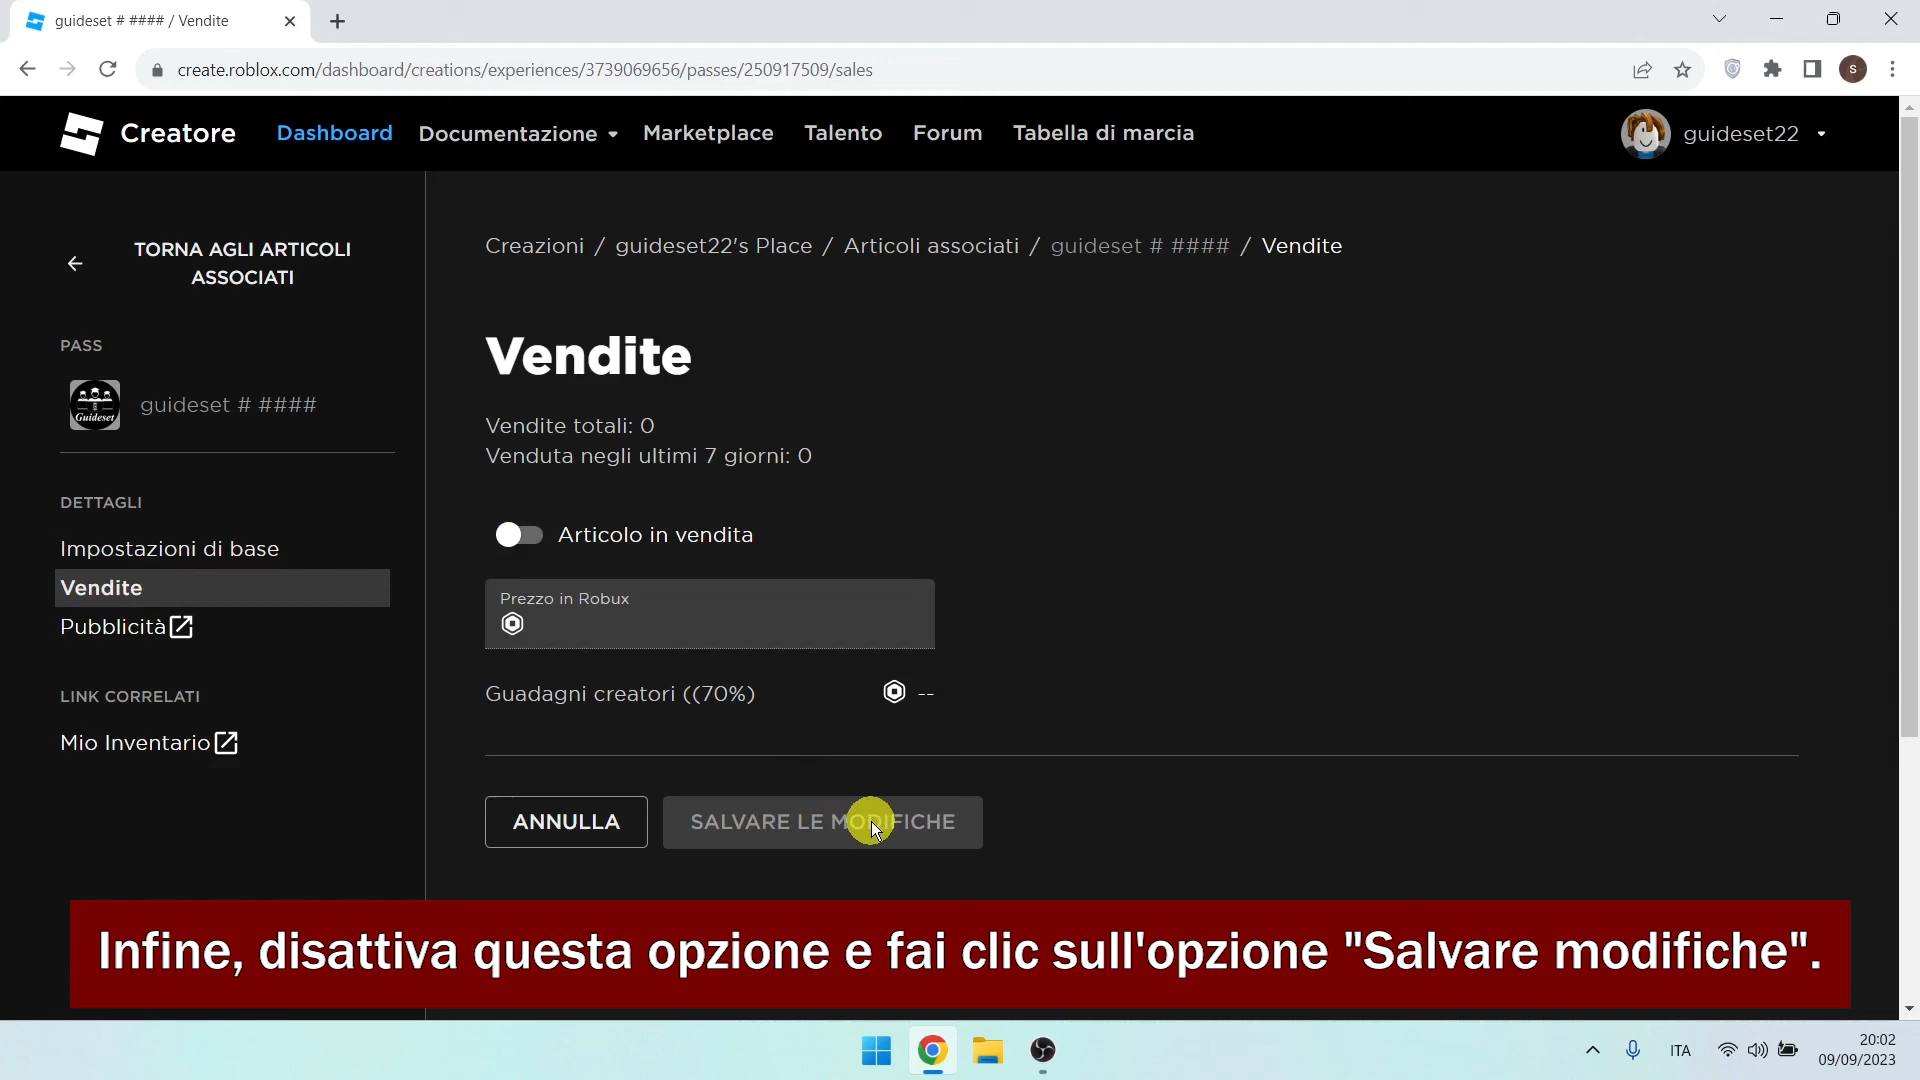 guideset # #### / Vendite
create.roblox.com/dashboard/creations/experiences/3739069656/passes/250917509/sales
S
Creatore
Dashboard
Documentazione
Marketplace
Talento
Forum
Tabella di marcia
guideset22
TORNA AGLI ARTICOLI
ASSOCIATI
PASS
Guideset
guideset # ####
DETTAGLI
Impostazioni di base
Vendite
Pubblicità
LINK CORRELATI
Mio Inventario
Creazioni / guideset22's Place / Articoli associati / guideset # #### / Vendite
Vendite
Vendite totali: 0
Venduta negli ultimi 7 giorni: 0
Articolo in vendita
Prezzo in Robux
Guadagni creatori ((70%) --
ANNULLA
SALVARE LE MODIFICHE
Infine, disattiva questa opzione e fai clic sull'opzione "Salvare modifiche".
ITA
20:02
09/09/2023